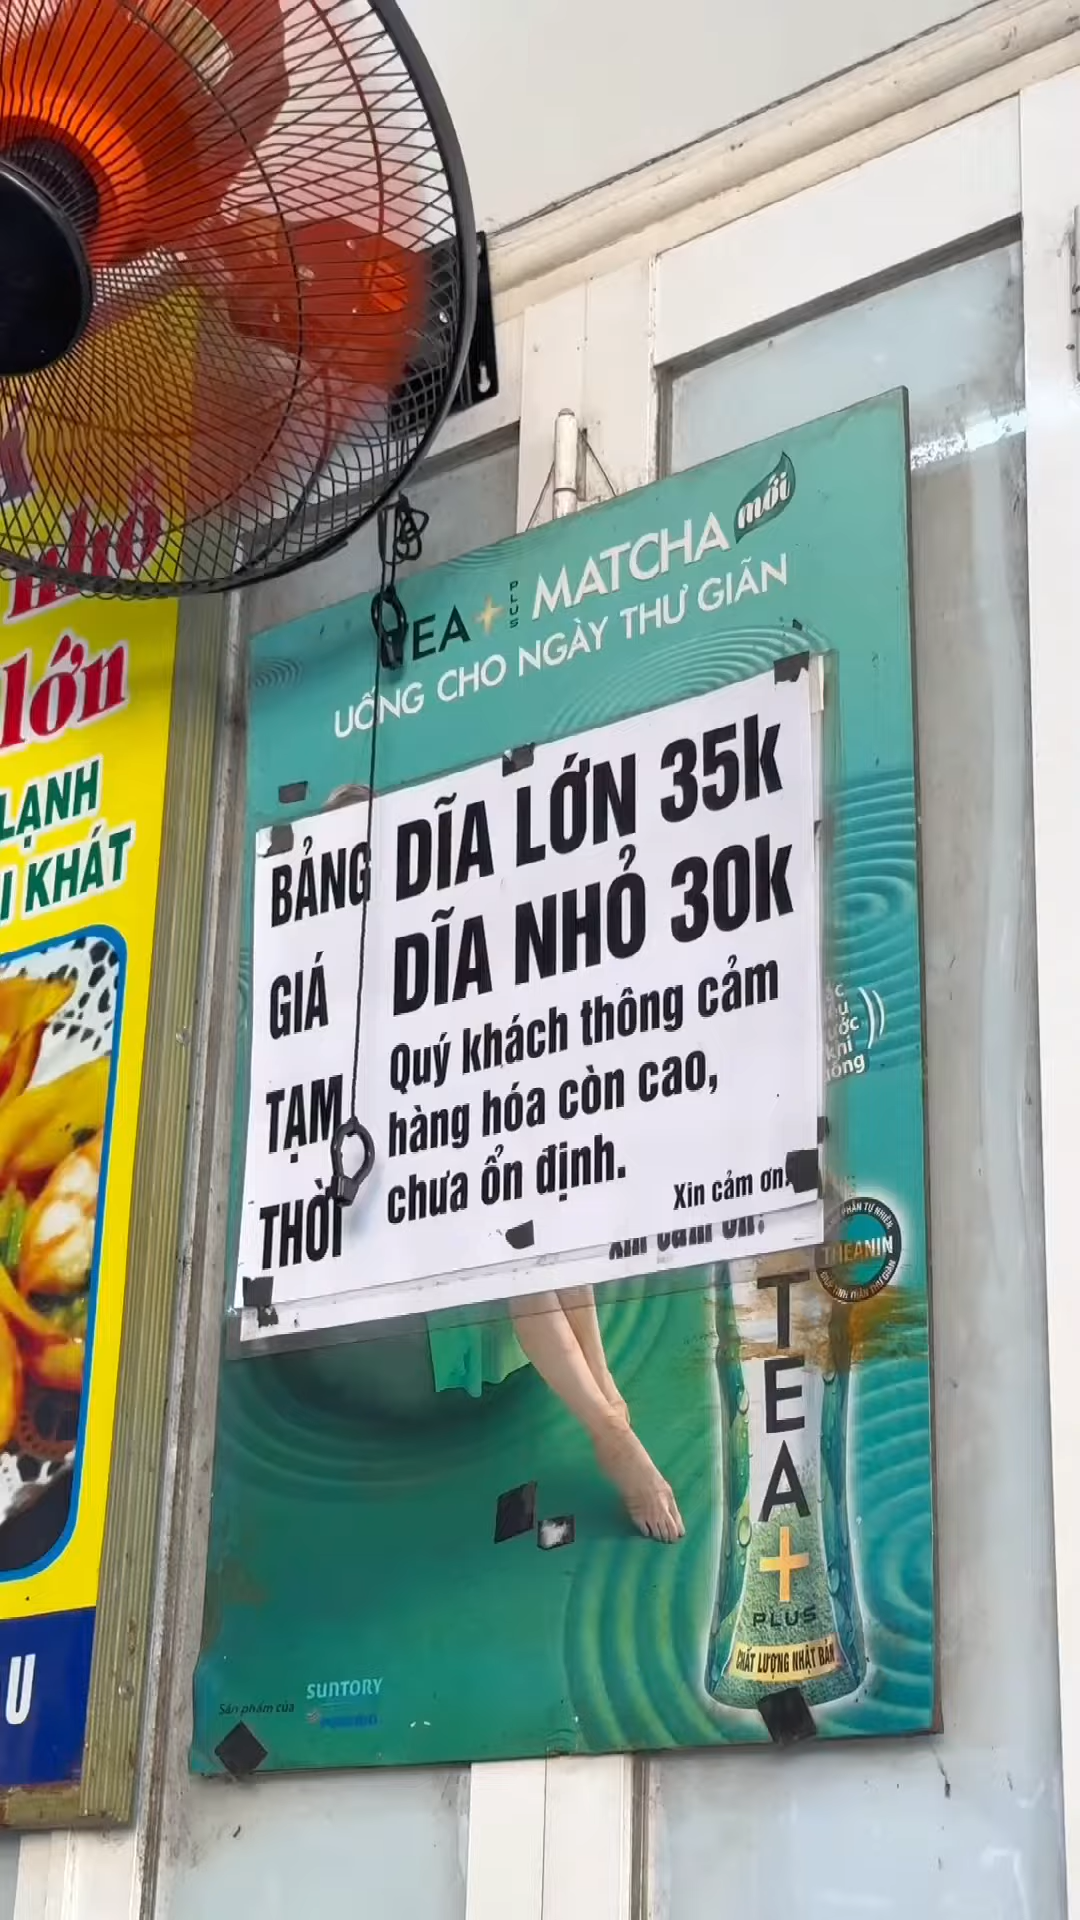 nhỏ
lớn
LẠNH
I KHÁT
U
mới
TEA+ PLUS MATCHA
UỐNG CHO NGÀY THƯ GIÃN
BẢNG
GIÁ
TẠM
THỜI
DĨA LỚN 35k
DĨA NHỎ 30k
Quý khách thông cảm
hàng hóa còn cao,
chưa ổn định.
Xin cảm ơn.
THEANIN
TEA
+
PLUS
CHẤT LƯỢNG NHẬT BẢN
Sản phẩm của
SUNTORY